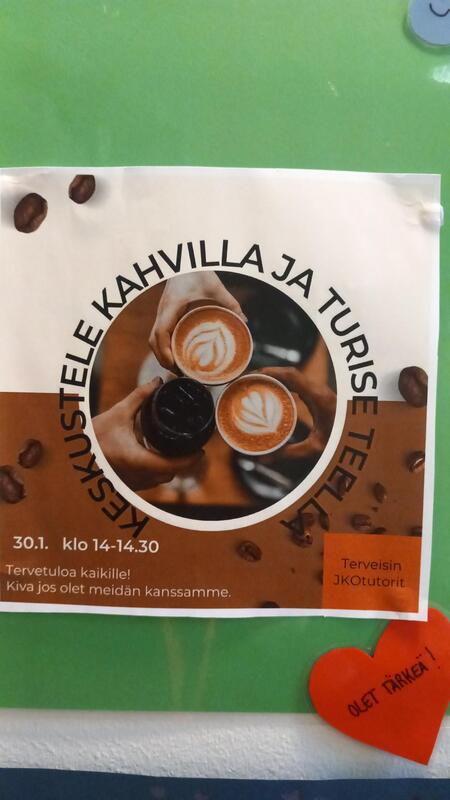 KESKUSTELE KAHVILLA JA TURISE TEELLÄ
30.1. klo 14-14.30
Tervetuloa kaikille!
Kiva jos olet meidän kanssamme.
Terveisin
JKOtutorit
OLET TÄRKEÄ!